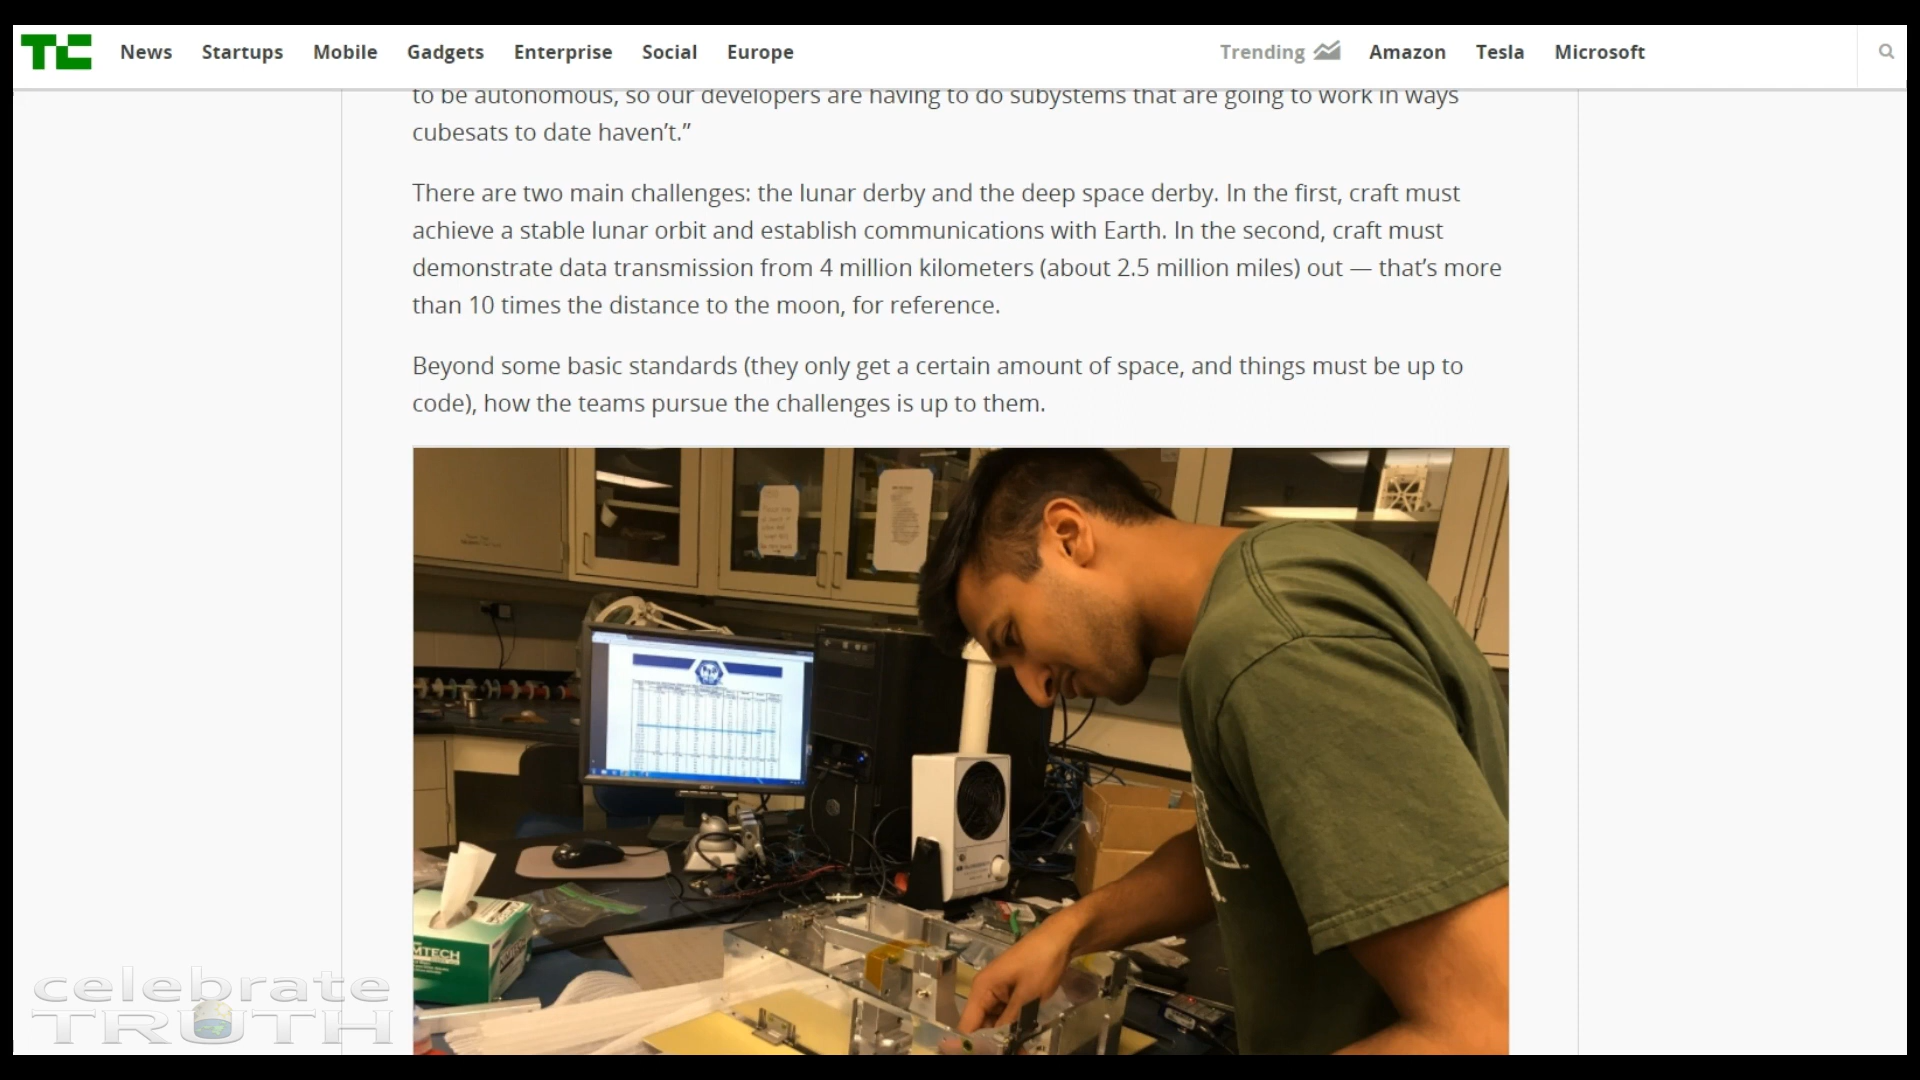 TC News Startups Mobile Gadgets Enterprise Social Europe Trending Amazon Tesla Microsoft
to be autonomous, so our developers are having to do subystems that are going to work in ways
cubesats to date haven’t.”
There are two main challenges: the lunar derby and the deep space derby. In the first, craft must
achieve a stable lunar orbit and establish communications with Earth. In the second, craft must
demonstrate data transmission from 4 million kilometers (about 2.5 million miles) out — that’s more
than 10 times the distance to the moon, for reference.
Beyond some basic standards (they only get a certain amount of space, and things must be up to
code), how the teams pursue the challenges is up to them.
acer
MTECH
celebrate
TRUTH